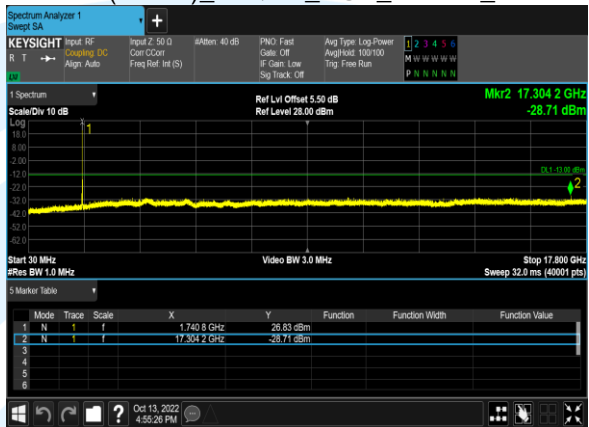 Spectrum Analyzer 1
Swept SA
KEYSIGHT Input: RF Input Z: 50 Ω #Atten: 40 dB PNO: Fast Avg Type: Log-Power 1 2 3 4 5 6
R T Coupling: DC Corr CCorr Gate: Off Avg|Hold: 100/100 M W W W W W
Align: Auto Freq Ref: Int (S) IF Gain: Low Trig: Free Run
Sig Track: Off P N N N N N
LU
1 Spectrum Ref Lvl Offset 5.50 dB Mkr2 17.304 2 GHz
Scale/Div 10 dB Ref Level 28.00 dBm -28.71 dBm
Log
18.0
1
8.00
-2.00
-12.0 DL1 -13.00 dBm
-22.0 2
-32.0
-42.0
-52.0
-62.0
Start 30 MHz Video BW 3.0 MHz Stop 17.800 GHz
#Res BW 1.0 MHz Sweep 32.0 ms (40001 pts)
5 Marker Table
Mode Trace Scale X Y Function Function Width Function Value
1 N 1 f 1.740 8 GHz 26.83 dBm
2 N 1 f 17.304 2 GHz -28.71 dBm
3
4
5
6
Oct 13, 2022
4:55:26 PM